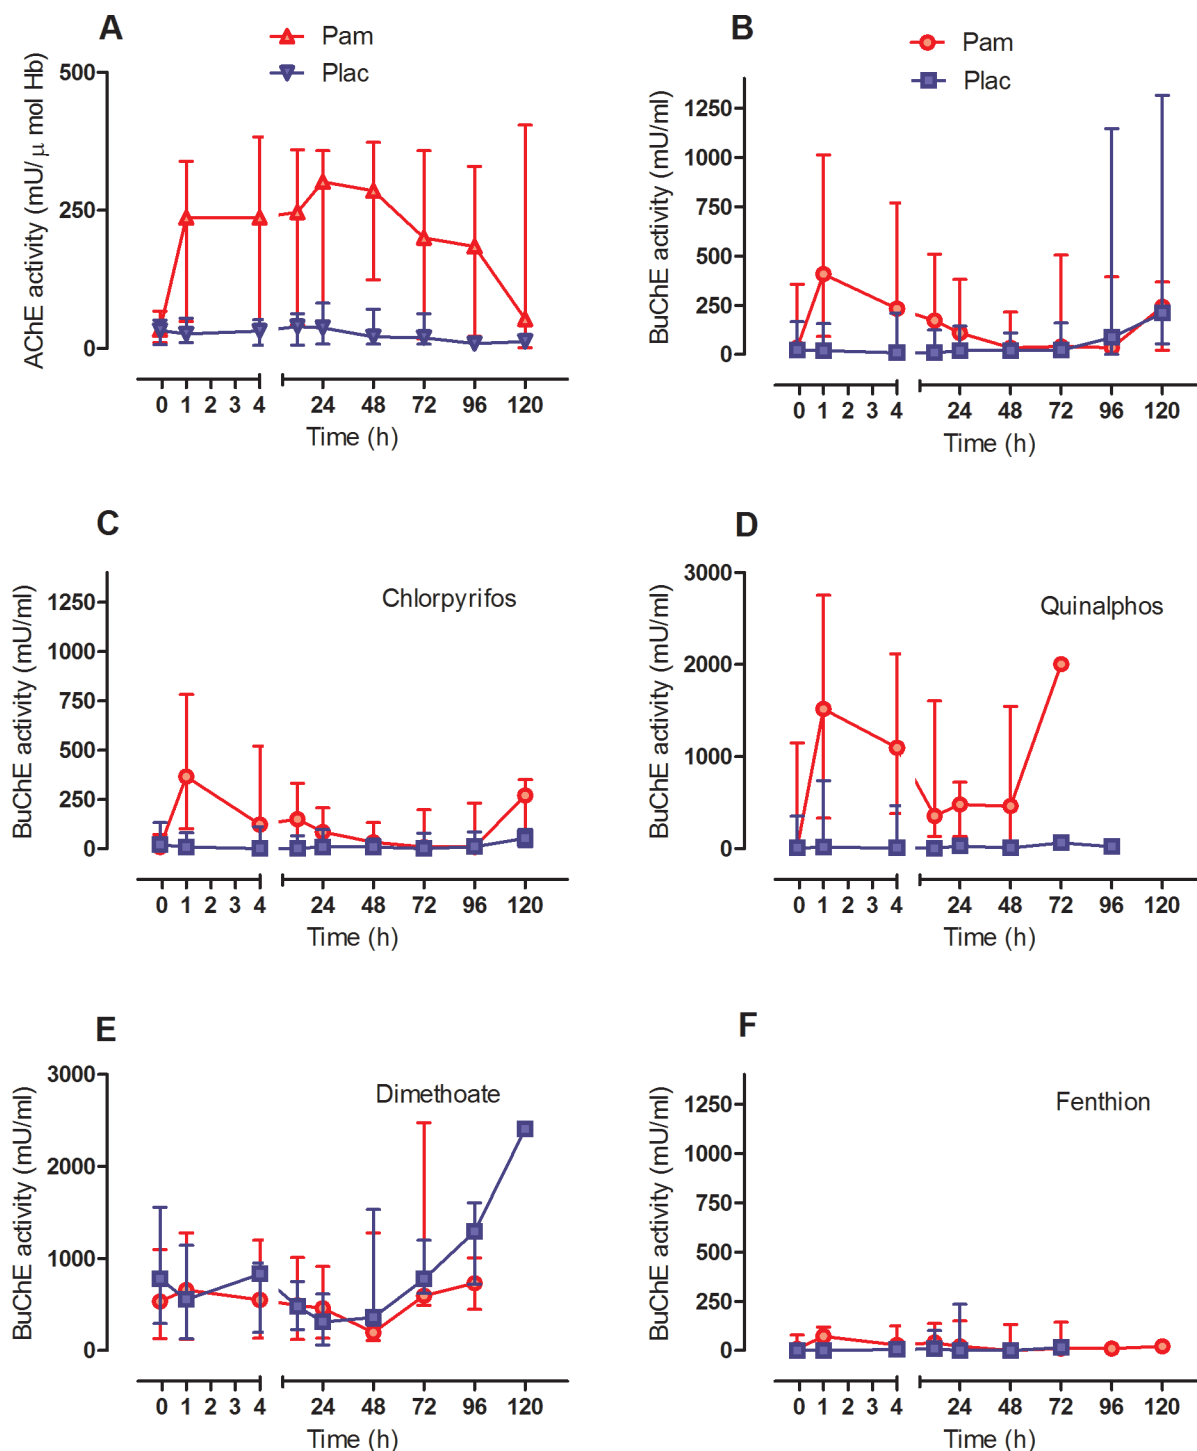 A
Pam
Plac
AChE activity (mU/ μ mol Hb)
500
250
0
0 1 2 3 4 24 48 72 96 120
Time (h)
B
Pam
Plac
BuChE activity (mU/ml)
1250
1000
750
500
250
0
0 1 2 3 4 24 48 72 96 120
Time (h)
C
Chlorpyrifos
BuChE activity (mU/ml)
1250
1000
750
500
250
0
0 1 2 3 4 24 48 72 96 120
Time (h)
D
Quinalphos
BuChE activity (mU/ml)
3000
2000
1000
0
0 1 2 3 4 24 48 72 96 120
Time (h)
E
Dimethoate
BuChE activity (mU/ml)
3000
2000
1000
0
0 1 2 3 4 24 48 72 96 120
Time (h)
F
Fenthion
BuChE activity (mU/ml)
1250
1000
750
500
250
0
0 1 2 3 4 24 48 72 96 120
Time (h)